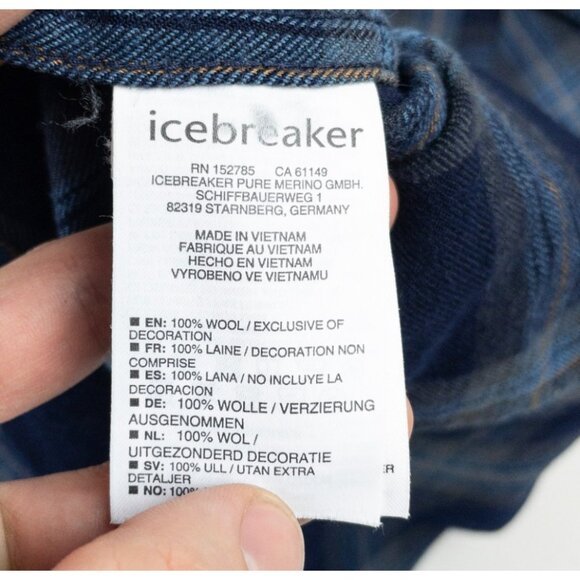 icebreaker
RN 152785 CA 61149
ICEBREAKER PURE MERINO GMBH.
SCHIFFBAUERWEG 1
82319 STARNBERG, GERMANY
MADE IN VIETNAM
FABRIQUE AU VIETNAM
HECHO EN VIETNAM
VYROBENO VE VIETNAMU
EN: 100% WOOL / EXCLUSIVE OF
DECORATION
FR: 100% LAINE / DECORATION NON
COMPRISE
ES: 100% LANA / NO INCLUYE LA
DECORACION
DE: 100% WOLLE / VERZIERUNG
AUSGENOMMEN
NL: 100% WOL /
UITGEZONDERD DECORATIE
SV: 100% ULL / UTAN EXTRA
DETALJER
NO: 100%